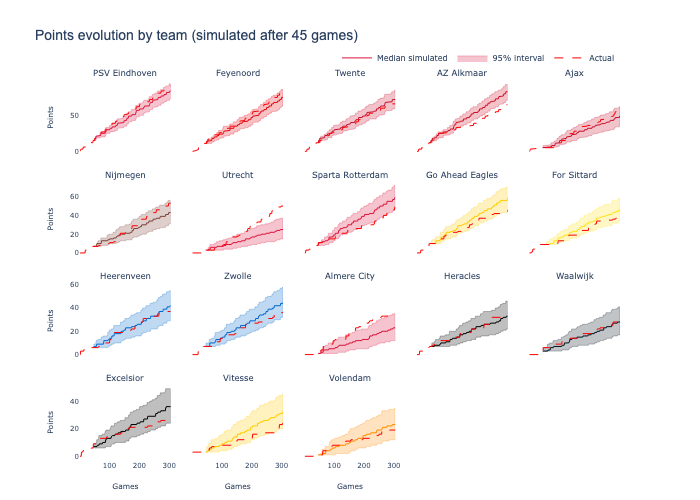 Points evolution by team (simulated after 45 games)
Median simulated 95% interval Actual
PSV Eindhoven Feyenoord Twente AZ Alkmaar Ajax
Points
50
0
Nijmegen Utrecht Sparta Rotterdam Go Ahead Eagles For Sittard
Points
60
40
20
0
Heerenveen Zwolle Almere City Heracles Waalwijk
Points
60
40
20
0
Excelsior Vitesse Volendam
Points
40
20
0
100 200 300 100 200 300 100 200 300
Games Games Games